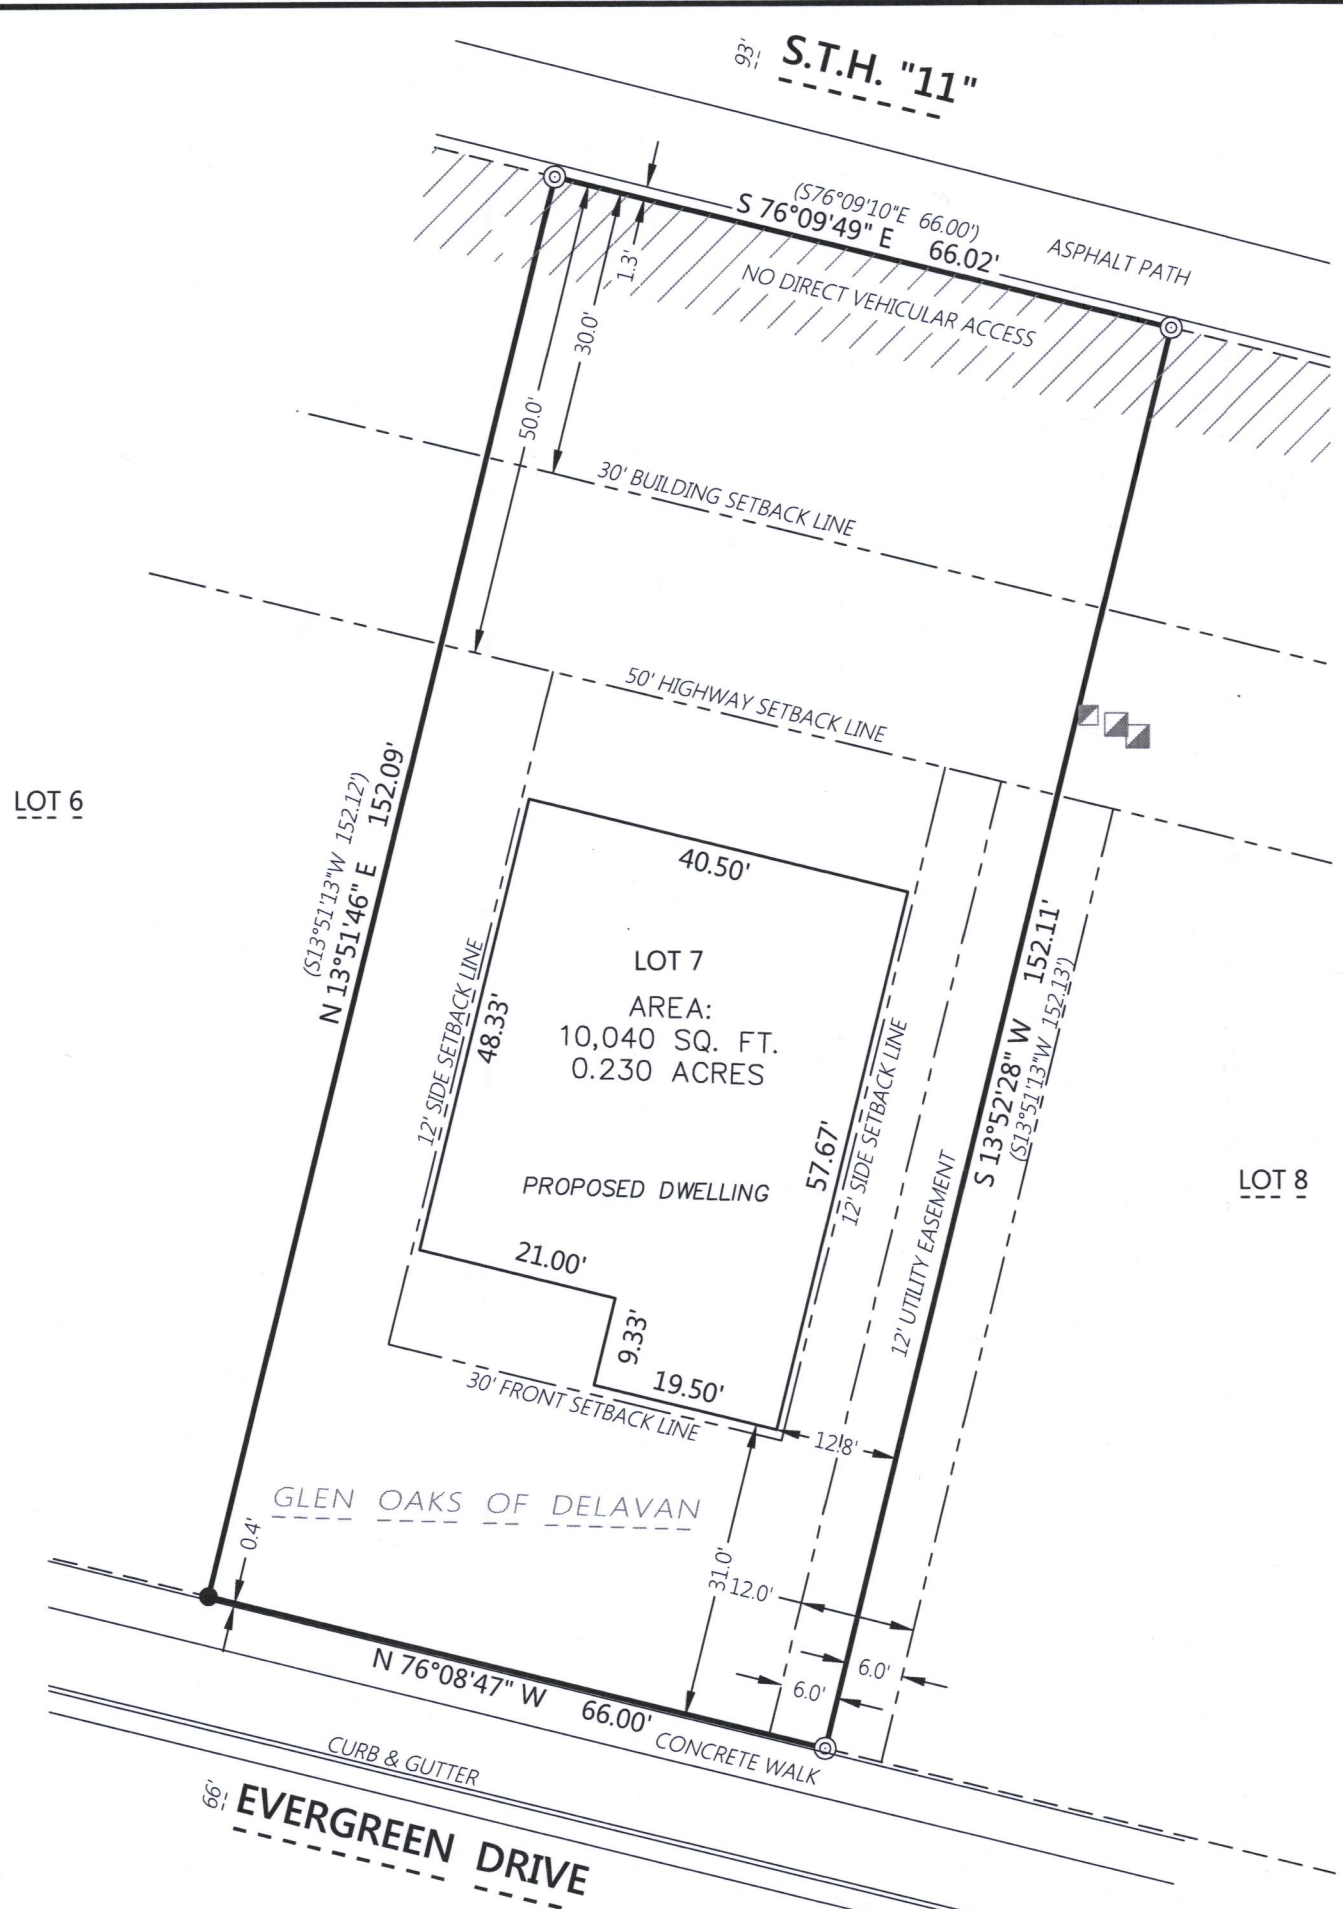 93'
S.T.H. "11"
(S76°09'10"E 66.00')
S 76°09'49" E 66.02'
ASPHALT PATH
NO DIRECT VEHICULAR ACCESS
1.3'
30.0'
50.0'
30' BUILDING SETBACK LINE
50' HIGHWAY SETBACK LINE
LOT 6
(S13°51'13"W 152.12')
N 13°51'46" E 152.09'
40.50'
LOT 7
AREA:
10,040 SQ. FT.
0.230 ACRES
12' SIDE SETBACK LINE
48.33'
57.67'
12' SIDE SETBACK LINE
12' UTILITY EASEMENT
S 13°52'28" W 152.11'
(S13°51'13"W 152.13')
LOT 8
PROPOSED DWELLING
21.00'
9.33'
19.50'
30' FRONT SETBACK LINE
12.8'
GLEN OAKS OF DELAVAN
0.4'
31.0'
12.0'
6.0'
6.0'
N 76°08'47" W 66.00'
CONCRETE WALK
CURB & GUTTER
66'
EVERGREEN DRIVE